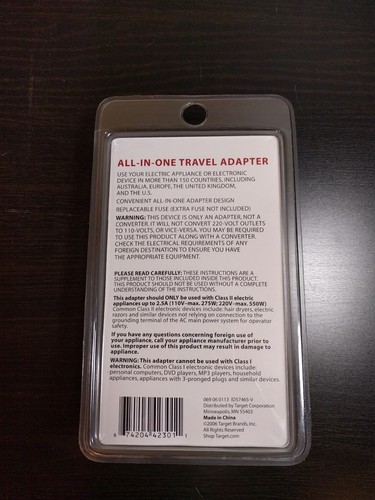 ALL-IN-ONE TRAVEL ADAPTER
USE YOUR ELECTRIC APPLIANCE OR ELECTRONIC
DEVICE IN MORE THAN 150 COUNTRIES, INCLUDING
AUSTRALIA, EUROPE, THE UNITED KINGDOM,
AND THE U.S.
CONVENIENT ALL-IN-ONE ADAPTER DESIGN
REPLACEABLE FUSE (EXTRA FUSE NOT INCLUDED)
WARNING: THIS DEVICE IS ONLY AN ADAPTER, NOT A
CONVERTER. IT WILL NOT CONVERT 220-VOLT OUTLETS
TO 110-VOLTS, OR VICE-VERSA. YOU MAY BE REQUIRED
TO USE THIS PRODUCT ALONG WITH A CONVERTER.
CHECK THE ELECTRICAL REQUIREMENTS OF ANY
FOREIGN DESTINATION TO ENSURE YOU HAVE
THE APPROPRIATE EQUIPMENT.
PLEASE READ CAREFULLY: THESE INSTRUCTIONS ARE A
SUPPLEMENT TO THOSE INCLUDED INSIDE THIS PRODUCT.
THIS PRODUCT SHOULD NOT BE USED WITHOUT A COMPLETE
UNDERSTANDING OF THE INSTRUCTIONS.
This adapter should ONLY be used with Class II electric
appliances up to 2.5A (110V–max. 275W; 220V–max. 550W)
Common Class II electronic devices include: Hair dryers, electric
razors and similar devices not relying on connection to the
grounding terminal of the AC main power system for operator
safety.
If you have any questions concerning foreign use of
your appliance, call your appliance manufacturer prior to
use. Improper use of this product may result in damage to
appliance.
WARNING: This adapter cannot be used with Class I
electronics. Common Class I electronic devices include:
personal computers, DVD players, MP3 players, household
appliances, appliances with 3-pronged plugs and similar devices.
069 06 0113 IDS7465-V
Distributed by Target Corporation
Minneapolis, MN 55403
Made in China
©2006 Target Brands, Inc.
All Rights Reserved
Shop Target.com
6 74204 42301 1